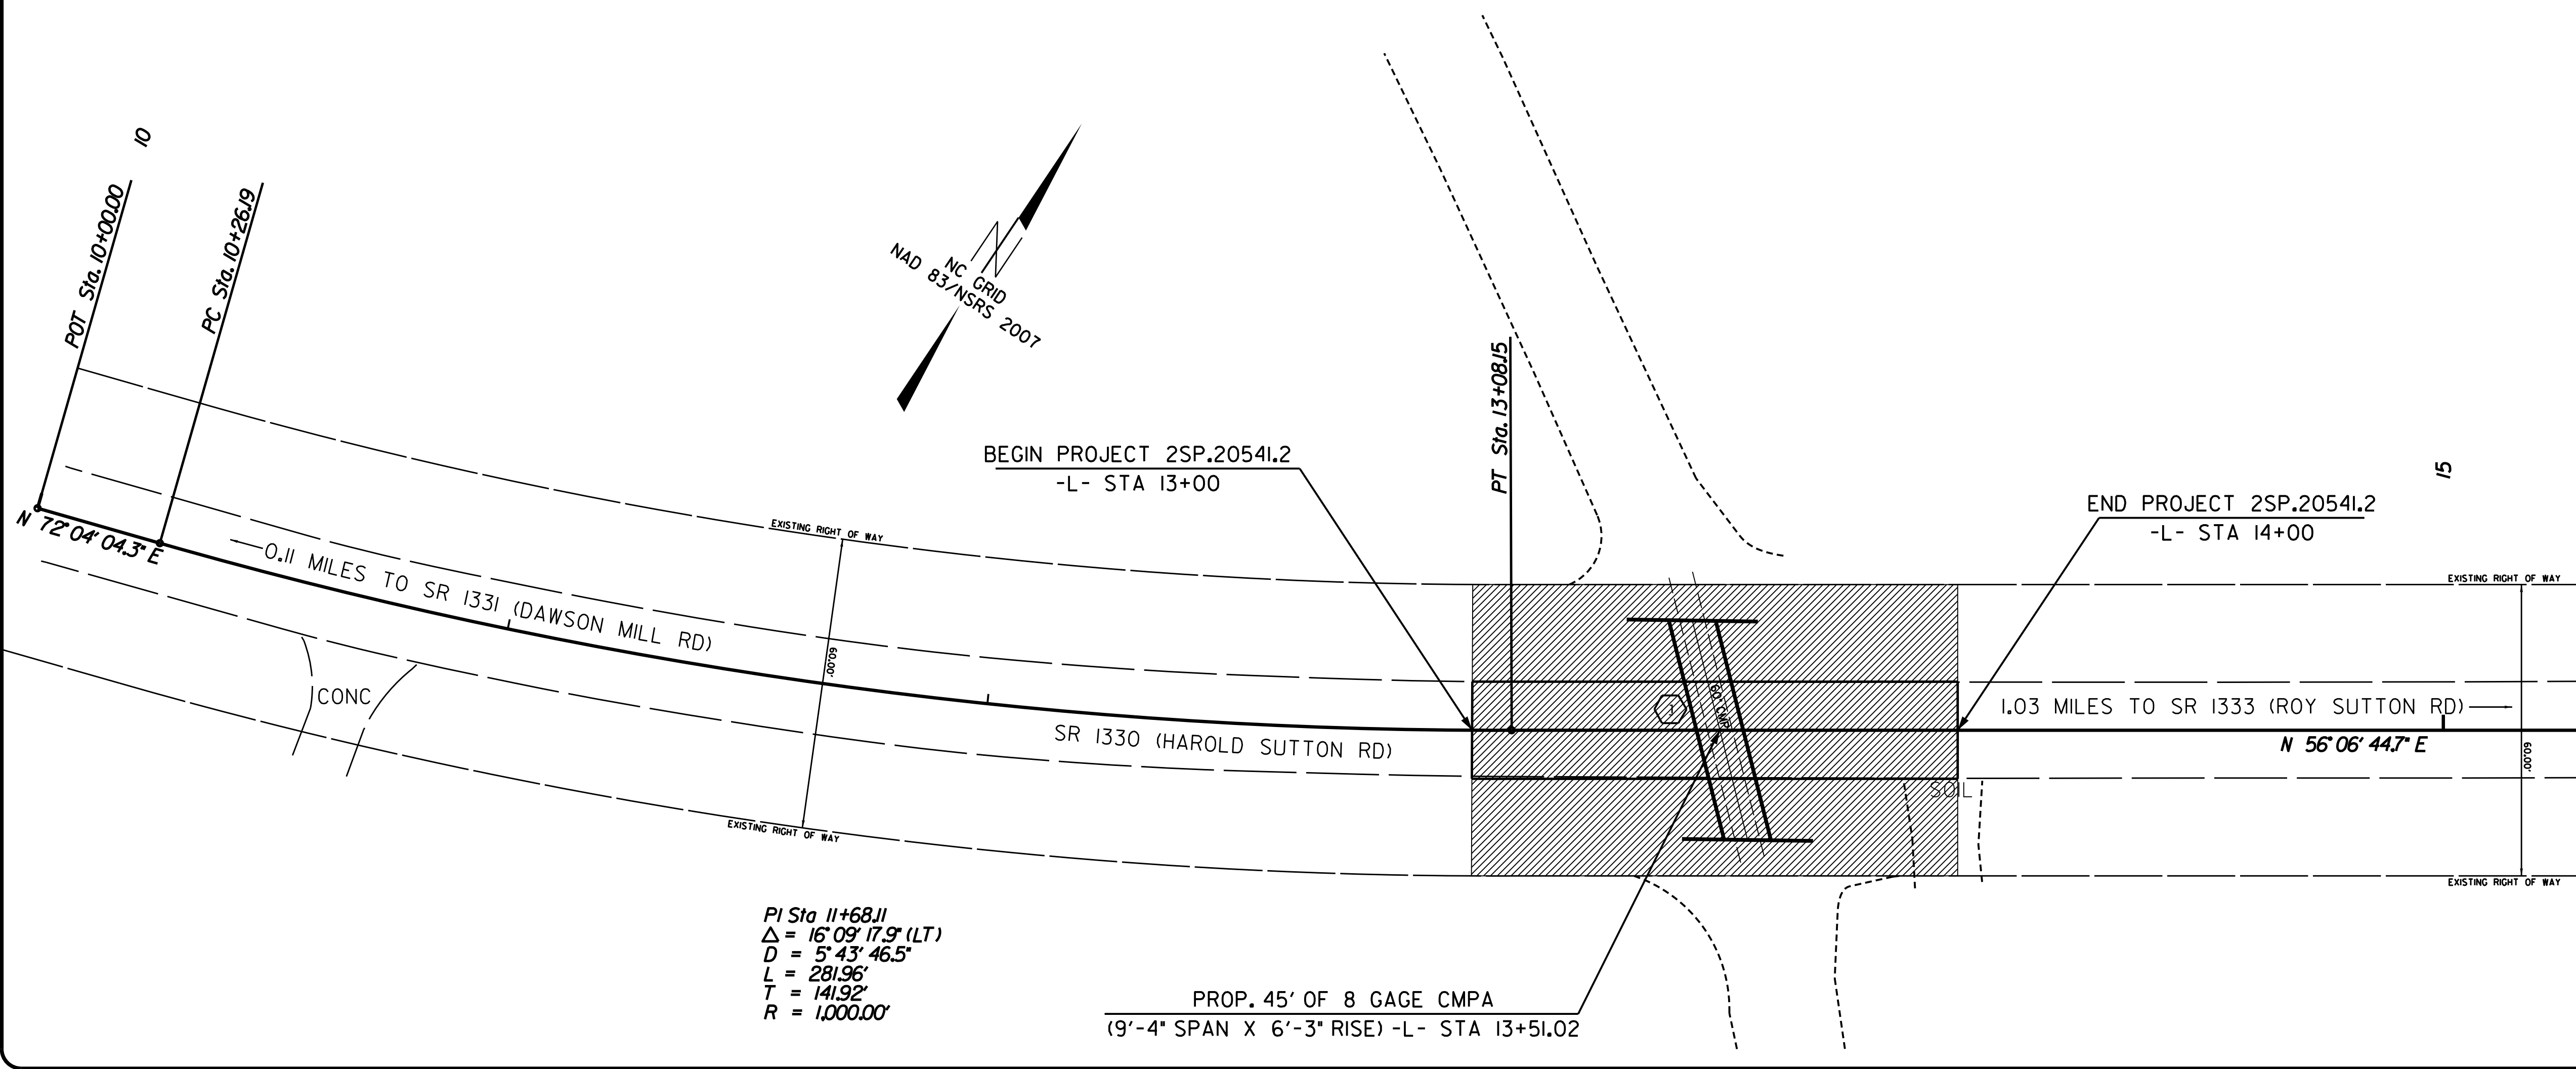 10
POT Sta. 10+00.00
PC Sta. 10+26.19
N 72° 04' 04.3" E
0.11 MILES TO SR 1331 (DAWSON MILL RD)
CONC
NC GRID
NAD 83/NSRS 2007
EXISTING RIGHT OF WAY
60.00'
EXISTING RIGHT OF WAY
BEGIN PROJECT 2SP.20541.2
-L- STA 13+00
SR 1330 (HAROLD SUTTON RD)
PT Sta. 13+08.15
1
60" CMP
END PROJECT 2SP.20541.2
-L- STA 14+00
15
EXISTING RIGHT OF WAY
1.03 MILES TO SR 1333 (ROY SUTTON RD)
N 56° 06' 44.7" E
60.00'
SOIL
EXISTING RIGHT OF WAY
PI Sta 11+68.11
Δ = 16° 09' 17.9" (LT)
D = 5° 43' 46.5"
L = 281.96'
T = 141.92'
R = 1,000.00'
PROP. 45' OF 8 GAGE CMPA
(9'-4" SPAN X 6'-3" RISE) -L- STA 13+51.02